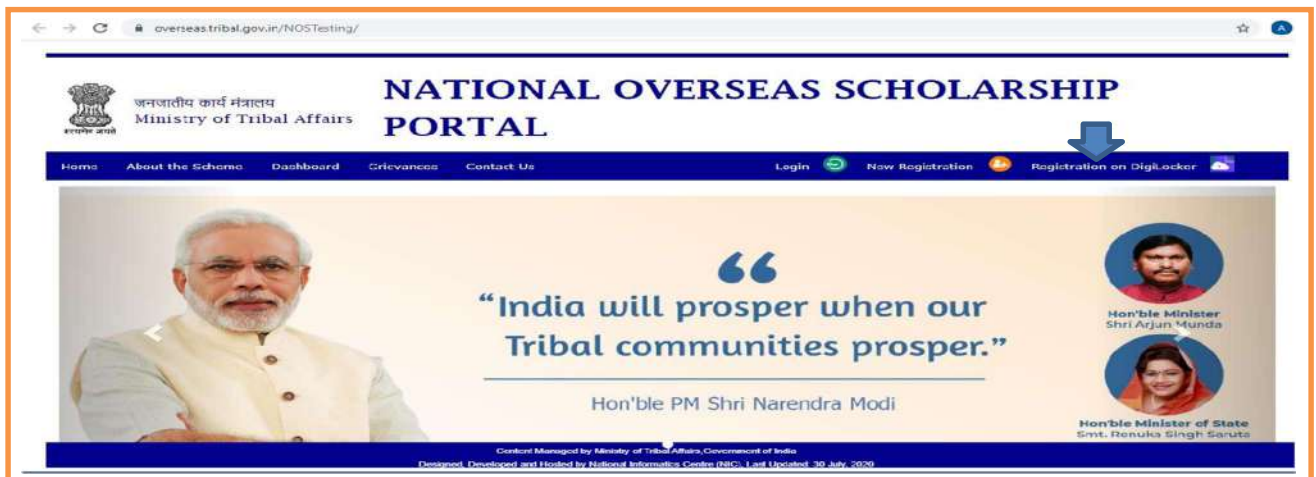 overseas.tribal.gov.in/NOSTesting/
A
जनजातीय कार्य मंत्रालय
Ministry of Tribal Affairs
सत्यमेव जयते
NATIONAL OVERSEAS SCHOLARSHIP
PORTAL
Home About the Scheme Dashboard Grievances Contact Us Login New Registration Registration on DigiLocker
“India will prosper when our
Tribal communities prosper.”
Hon'ble PM Shri Narendra Modi
Hon'ble Minister
Shri Arjun Munda
Hon'ble Minister of State
Smt. Renuka Singh Saruta
Content Managed by Ministry of Tribal Affairs,Government of India
Designed, Developed and Hosted by National Informatics Centre (NIC), Last Updated: 30 July, 2020